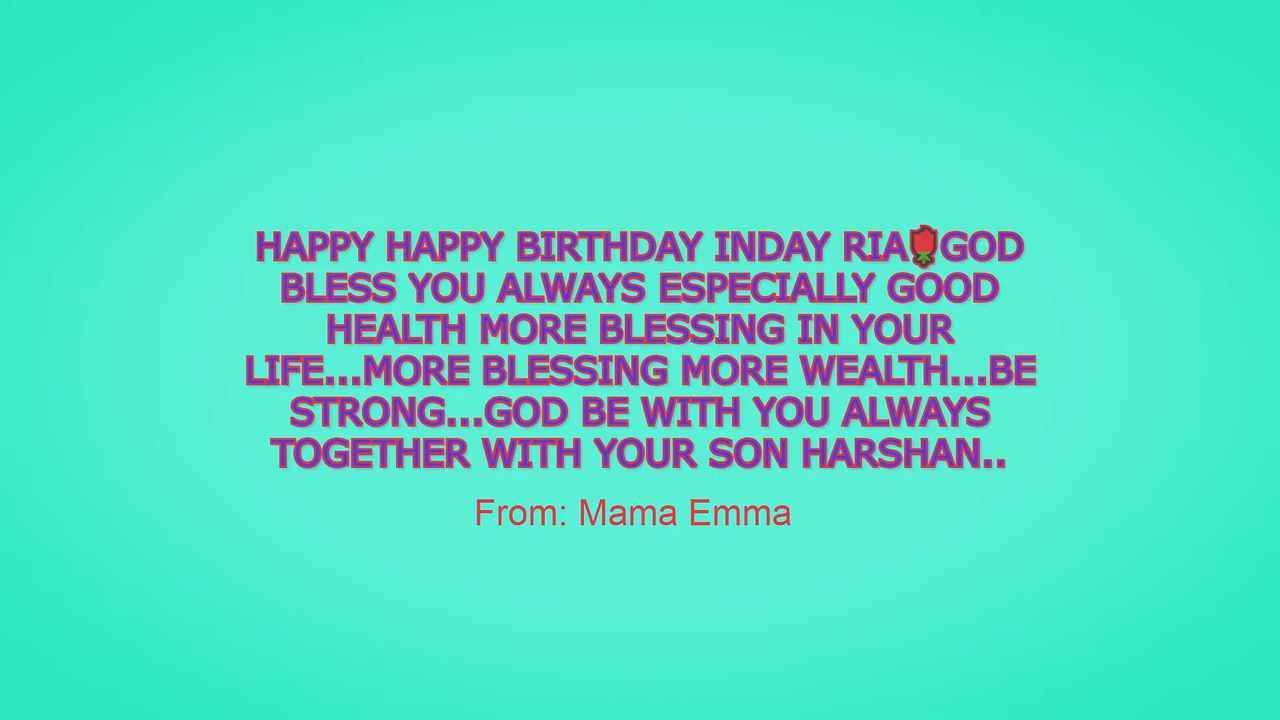 HAPPY HAPPY BIRTHDAY INDAY RIA🌹GOD
BLESS YOU ALWAYS ESPECIALLY GOOD
HEALTH MORE BLESSING IN YOUR
LIFE...MORE BLESSING MORE WEALTH...BE
STRONG...GOD BE WITH YOU ALWAYS
TOGETHER WITH YOUR SON HARSHAN..
From: Mama Emma